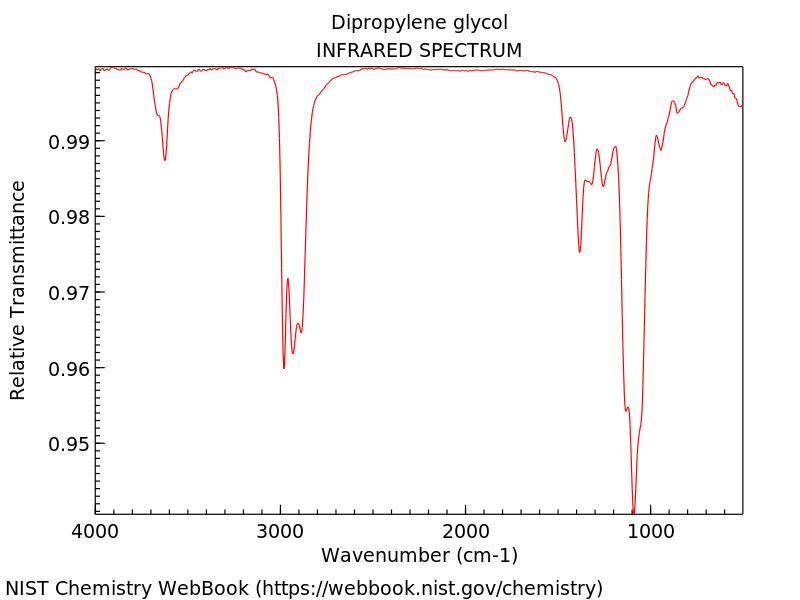 Dipropylene glycol
INFRARED SPECTRUM
0.99
0.98
0.97
0.96
0.95
Relative Transmittance
4000 3000 2000 1000
Wavenumber (cm-1)
NIST Chemistry WebBook (https://webbook.nist.gov/chemistry)